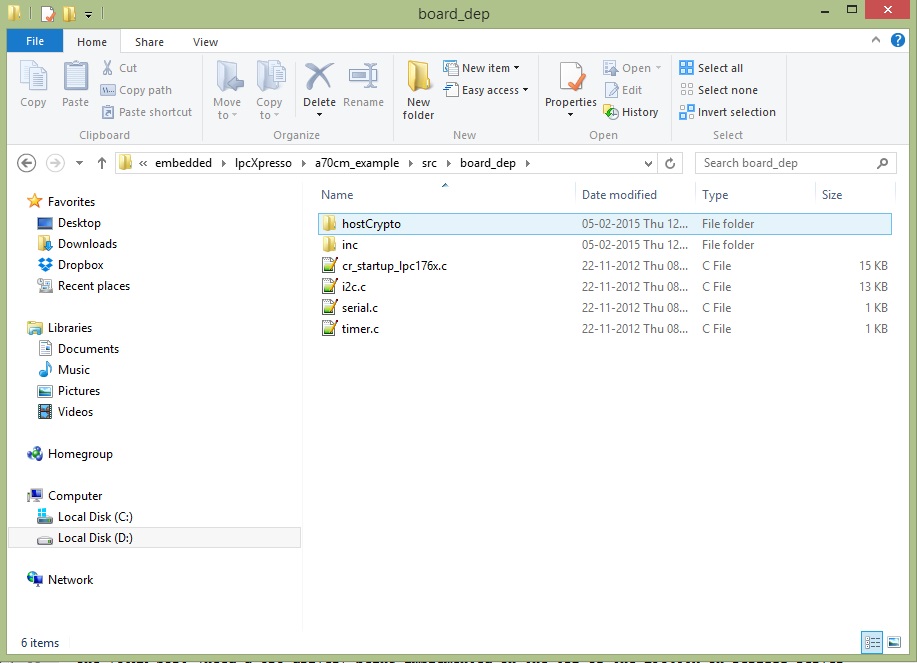 board_dep
File Home Share View
Copy
Paste
Cut
Copy path
Paste shortcut
Clipboard
Move to
Copy to
Delete
Rename
Organize
New folder
New item
Easy access
New
Properties
Open
Edit
History
Open
Select all
Select none
Invert selection
Select
« embedded lpcXpresso a70cm_example src board_dep Search board_dep
Favorites
Desktop
Downloads
Dropbox
Recent places
Libraries
Documents
Music
Pictures
Videos
Homegroup
Computer
Local Disk (C:)
Local Disk (D:)
Network
Name Date modified Type Size
hostCrypto 05-02-2015 Thu 12... File folder
inc 05-02-2015 Thu 12... File folder
cr_startup_lpc176x.c 22-11-2012 Thu 08... C File 15 KB
i2c.c 22-11-2012 Thu 08... C File 13 KB
serial.c 22-11-2012 Thu 08... C File 1 KB
timer.c 22-11-2012 Thu 08... C File 1 KB
6 items